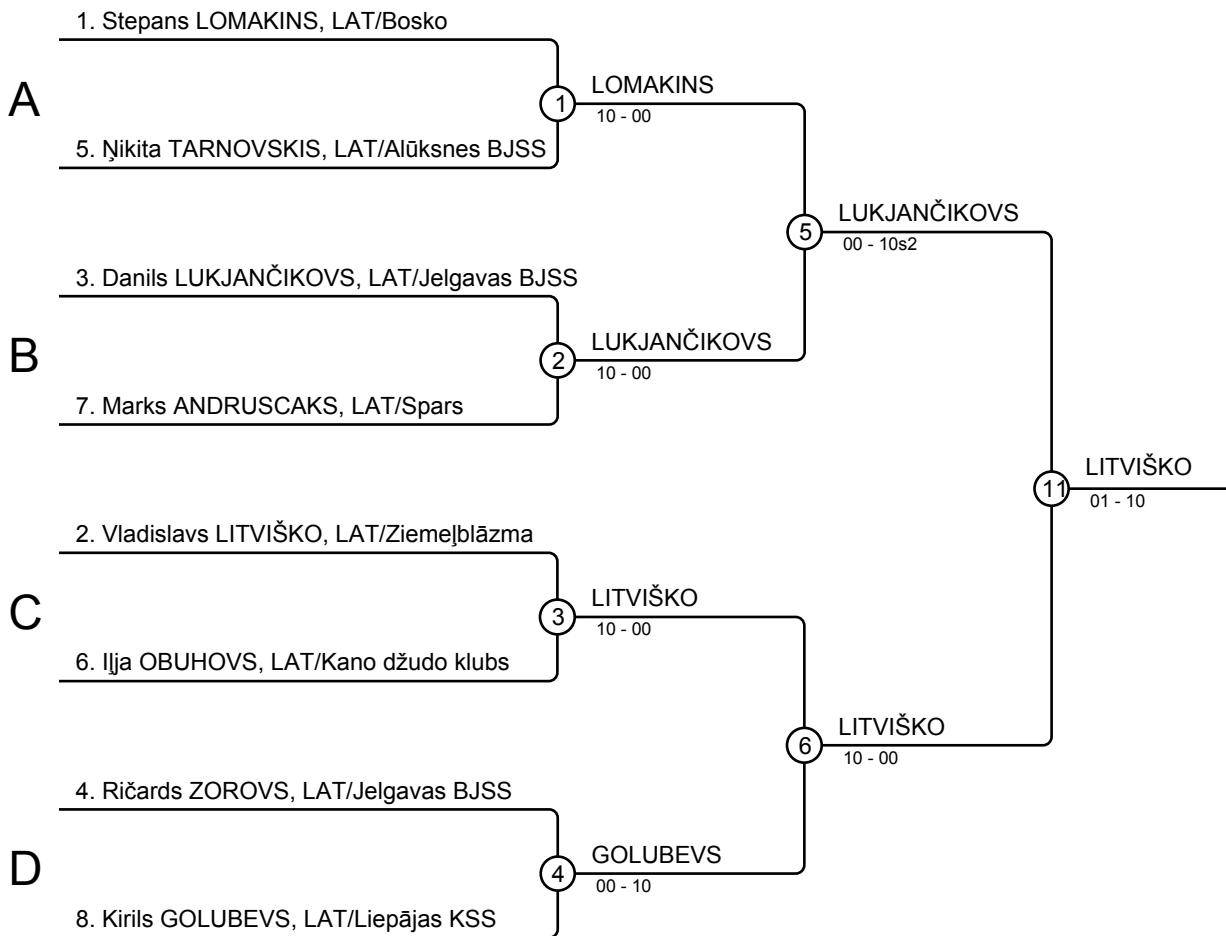 1. Stepans LOMAKINS, LAT/Bosko
A
1
LOMAKINS
10 - 00
5. Ņikita TARNOVSKIS, LAT/Alūksnes BJSS
5
LUKJANČIKOVS
00 - 10s2
3. Danils LUKJANČIKOVS, LAT/Jelgavas BJSS
B
2
LUKJANČIKOVS
10 - 00
7. Marks ANDRUSCAKS, LAT/Spars
11
LITVIŠKO
01 - 10
2. Vladislavs LITVIŠKO, LAT/Ziemeļblāzma
C
3
LITVIŠKO
10 - 00
6. Iļja OBUHOVS, LAT/Kano džudo klubs
6
LITVIŠKO
10 - 00
4. Ričards ZOROVS, LAT/Jelgavas BJSS
D
4
GOLUBEVS
00 - 10
8. Kirils GOLUBEVS, LAT/Liepājas KSS